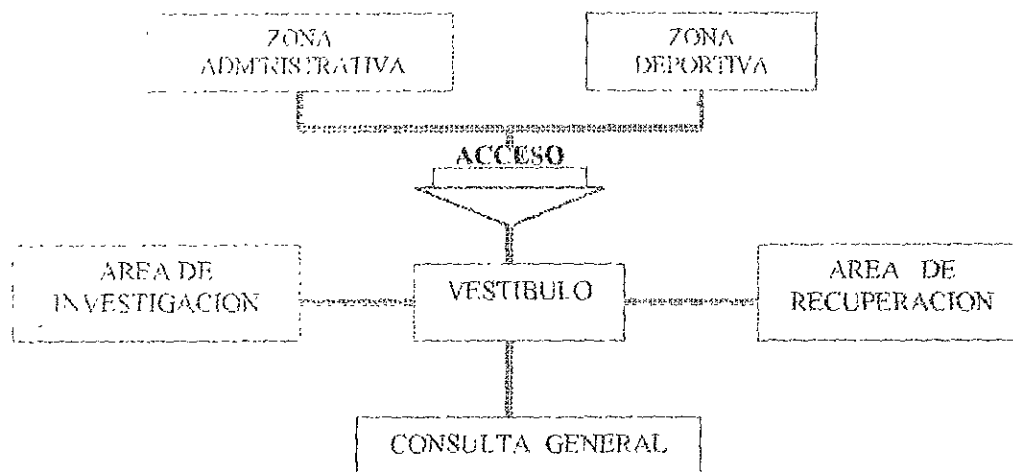 ZONA
ADMINISTRATIVA
ZONA
DEPORTIVA
ACCESO
AREA DE
INVESTIGACION
VESTIBULO
AREA DE
RECUPERACION
CONSULTA GENERAL